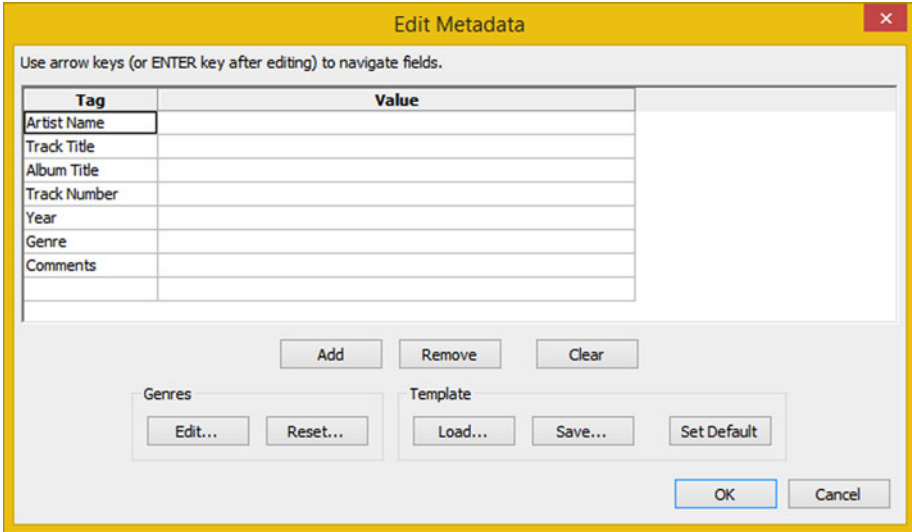 Edit Metadata
Use arrow keys (or ENTER key after editing) to navigate fields.
Tag Value
Artist Name
Track Title
Album Title
Track Number
Year
Genre
Comments
Add Remove Clear
Genres Template
Edit... Reset... Load... Save... Set Default
OK Cancel